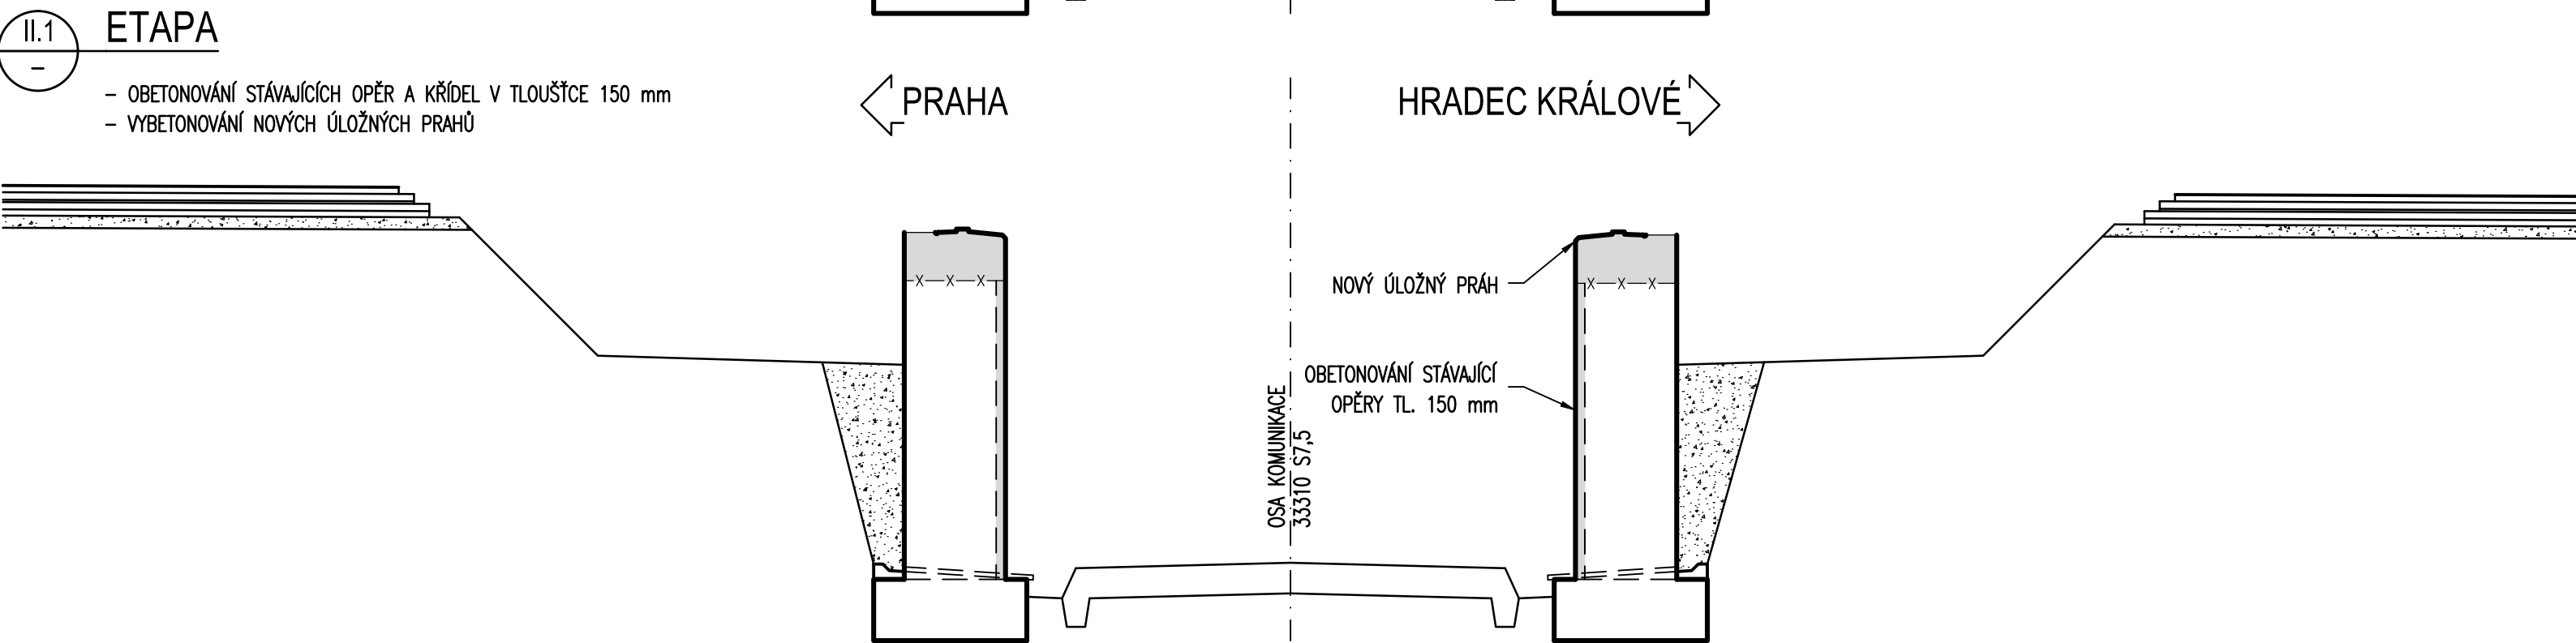 II.1
–
ETAPA
– OBETONOVÁNÍ STÁVAJÍCÍCH OPĚR A KŘÍDEL V TLOUŠŤCE 150 mm
– VYBETONOVÁNÍ NOVÝCH ÚLOŽNÝCH PRAHŮ
PRAHA
HRADEC KRÁLOVÉ
NOVÝ ÚLOŽNÝ PRÁH
OBETONOVÁNÍ STÁVAJÍCÍ
OPĚRY TL. 150 mm
OSA KOMUNIKACE
33310 S7,5